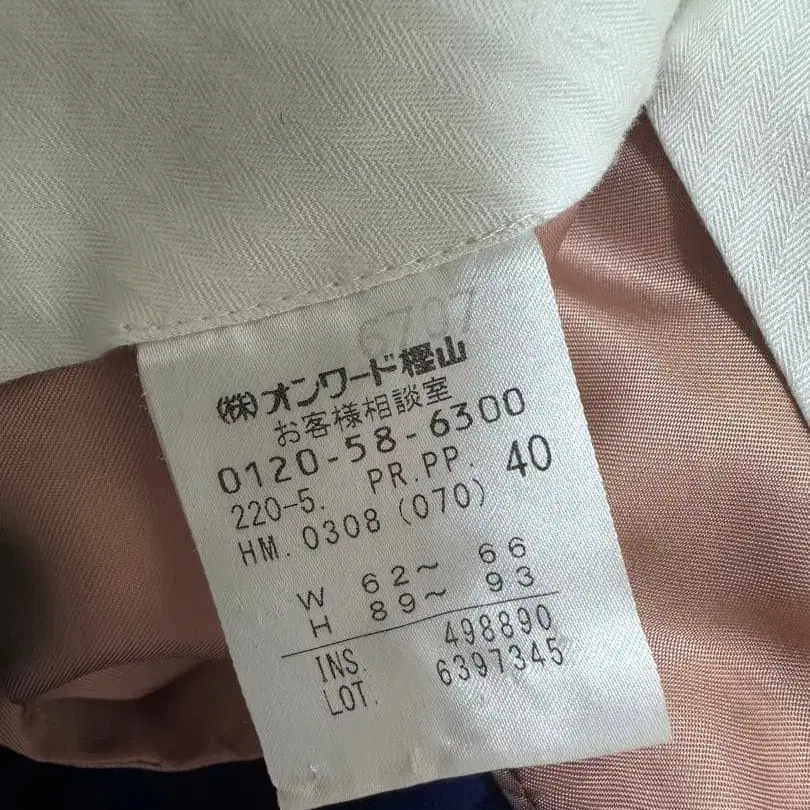 6707
(株)オンワード樫山
お客様相談室
0120-58-6300
220-5. PR.PP. 40
HM. 0308 (070)
W 62～ 66
H 89～ 93
INS. 498890
LOT. 6397345